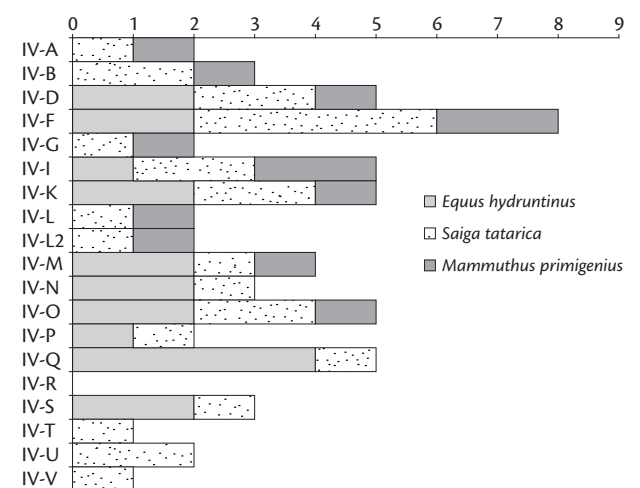 0 1 2 3 4 5 6 7 8 9
IV-A
IV-B
IV-D
IV-F
IV-G
IV-I
IV-K
IV-L
IV-L2
IV-M
IV-N
IV-O
IV-P
IV-Q
IV-R
IV-S
IV-T
IV-U
IV-V
Equus hydruntinus
Saiga tatarica
Mammuthus primigenius